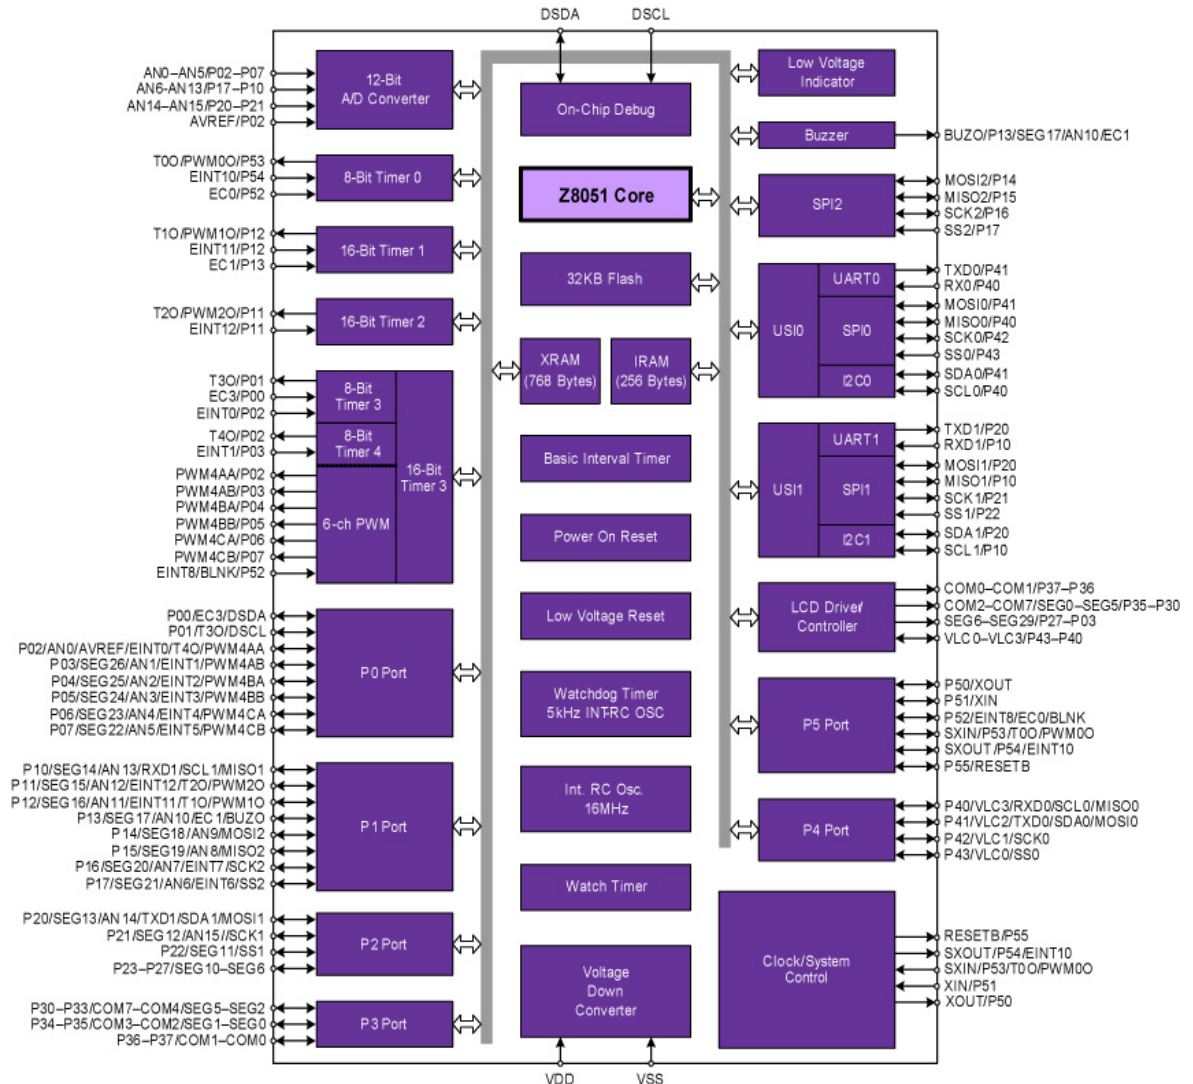 DSDA
DSCL
AN0–AN5/P02–P07
AN6-AN13/P17–P10
AN14–AN15/P20–P21
AVREF/P02
12-Bit
A/D Converter
T0O/PWM0O/P53
EINT10/P54
EC0/P52
8-Bit Timer 0
T1O/PWM1O/P12
EINT11/P12
EC1/P13
16-Bit Timer 1
T2O/PWM2O/P11
EINT12/P11
16-Bit Timer 2
T3O/P01
EC3/P00
EINT0/P02
T4O/P02
EINT1/P03
PWM4AA/P02
PWM4AB/P03
PWM4BA/P04
PWM4BB/P05
PWM4CA/P06
PWM4CB/P07
EINT8/BLNK/P52
8-Bit
Timer 3
8-Bit
Timer 4
6-ch PWM
16-Bit
Timer 3
P00/EC3/DSDA
P01/T3O/DSCL
P02/AN0/AVREF/EINT0/T4O/PWM4AA
P03/SEG26/AN1/EINT1/PWM4AB
P04/SEG25/AN2/EINT2/PWM4BA
P05/SEG24/AN3/EINT3/PWM4BB
P06/SEG23/AN4/EINT4/PWM4CA
P07/SEG22/AN5/EINT5/PWM4CB
P0 Port
P10/SEG14/AN13/RXD1/SCL1/MISO1
P11/SEG15/AN12/EINT12/T2O/PWM2O
P12/SEG16/AN11/EINT11/T1O/PWM1O
P13/SEG17/AN10/EC1/BUZO
P14/SEG18/AN9/MOSI2
P15/SEG19/AN8/MISO2
P16/SEG20/AN7/EINT7/SCK2
P17/SEG21/AN6/EINT6/SS2
P1 Port
P20/SEG13/AN14/TXD1/SDA1/MOSI1
P21/SEG12/AN15//SCK1
P22/SEG11/SS1
P23–P27/SEG10–SEG6
P2 Port
P30–P33/COM7–COM4/SEG5–SEG2
P34–P35/COM3–COM2/SEG1–SEG0
P36–P37/COM1–COM0
P3 Port
On-Chip Debug
Z8051 Core
32KB Flash
XRAM
(768 Bytes)
IRAM
(256 Bytes)
Basic Interval Timer
Power On Reset
Low Voltage Reset
Watchdog Timer
5kHz INT-RC OSC
Int. RC Osc.
16MHz
Watch Timer
Voltage
Down
Converter
VDD
VSS
Low Voltage
Indicator
Buzzer
BUZO/P13/SEG17/AN10/EC1
SPI2
MOSI2/P14
MISO2/P15
SCK2/P16
SS2/P17
USI0
UART0
SPI0
I2C0
TXD0/P41
RX0/P40
MOSI0/P41
MISO0/P40
SCK0/P42
SS0/P43
SDA0/P41
SCL0/P40
USI1
UART1
SPI1
I2C1
TXD1/P20
RXD1/P10
MOSI1/P20
MISO1/P10
SCK1/P21
SS1/P22
SDA1/P20
SCL1/P10
LCD Driver/
Controller
COM0–COM1/P37–P36
COM2–COM7/SEG0–SEG5/P35–P30
SEG6–SEG29/P27–P03
VLC0–VLC3/P43–P40
P5 Port
P50/XOUT
P51/XIN
P52/EINT8/EC0/BLNK
SXIN/P53/T0O/PWM0O
SXOUT/P54/EINT10
P55/RESETB
P4 Port
P40/VLC3/RXD0/SCL0/MISO0
P41/VLC2/TXD0/SDA0/MOSI0
P42/VLC1/SCK0
P43/VLC0/SS0
Clock/System
Control
RESETB/P55
SXOUT/P54/EINT10
SXIN/P53/T0O/PWM0O
XIN/P51
XOUT/P50